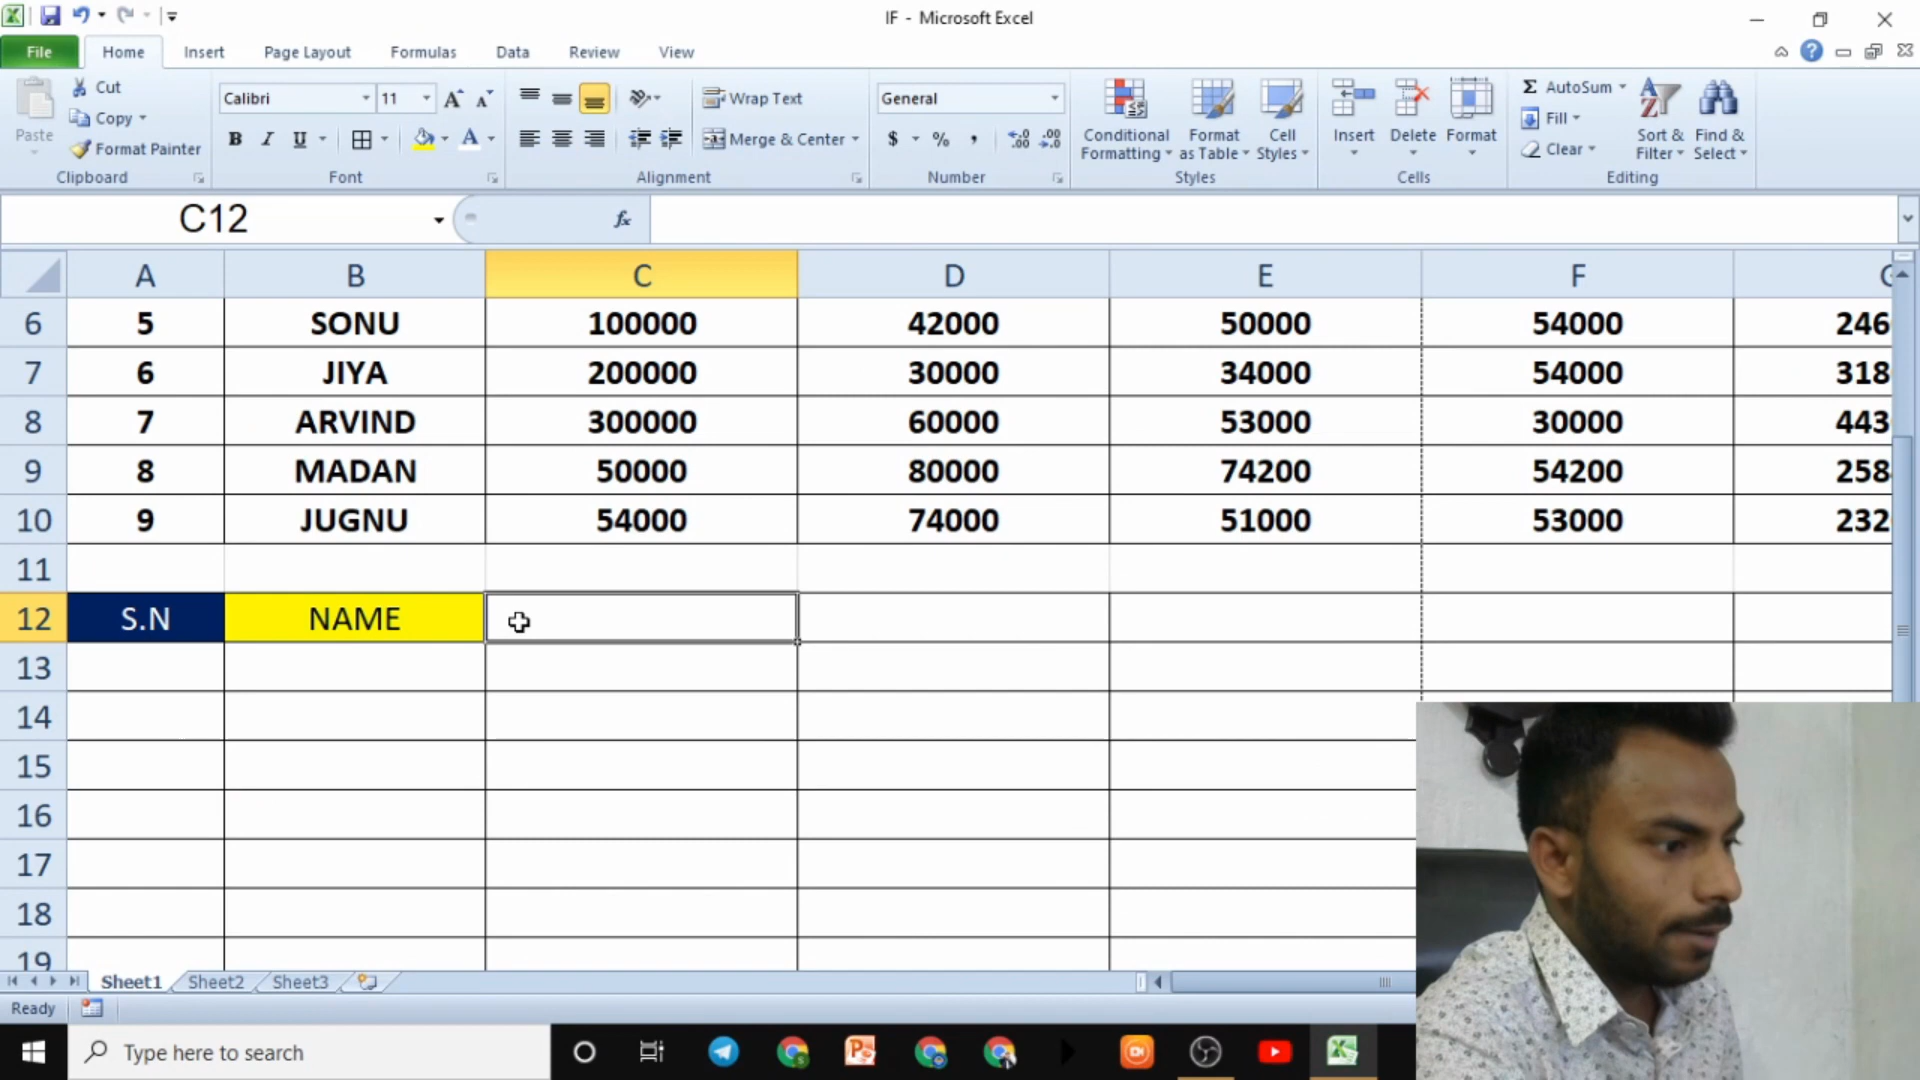 IF - Microsoft Excel
File Home Insert Page Layout Formulas Data Review View
Paste
Cut
Copy
Format Painter
Clipboard
Calibri 11
B I U
Font
Wrap Text
Merge & Center
Alignment
General
$ % ,
Number
Conditional Formatting
Format as Table
Cell Styles
Styles
Insert Delete Format
Cells
AutoSum
Fill
Clear
Sort & Filter
Find & Select
Editing
C12 fx
A B C D E F
6 5 SONU 100000 42000 50000 54000 246
7 6 JIYA 200000 30000 34000 54000 318
8 7 ARVIND 300000 60000 53000 30000 443
9 8 MADAN 50000 80000 74200 54200 258
10 9 JUGNU 54000 74000 51000 53000 232
11
12 S.N NAME
13
14
15
16
17
18
19
Sheet1 Sheet2 Sheet3
Ready
Type here to search